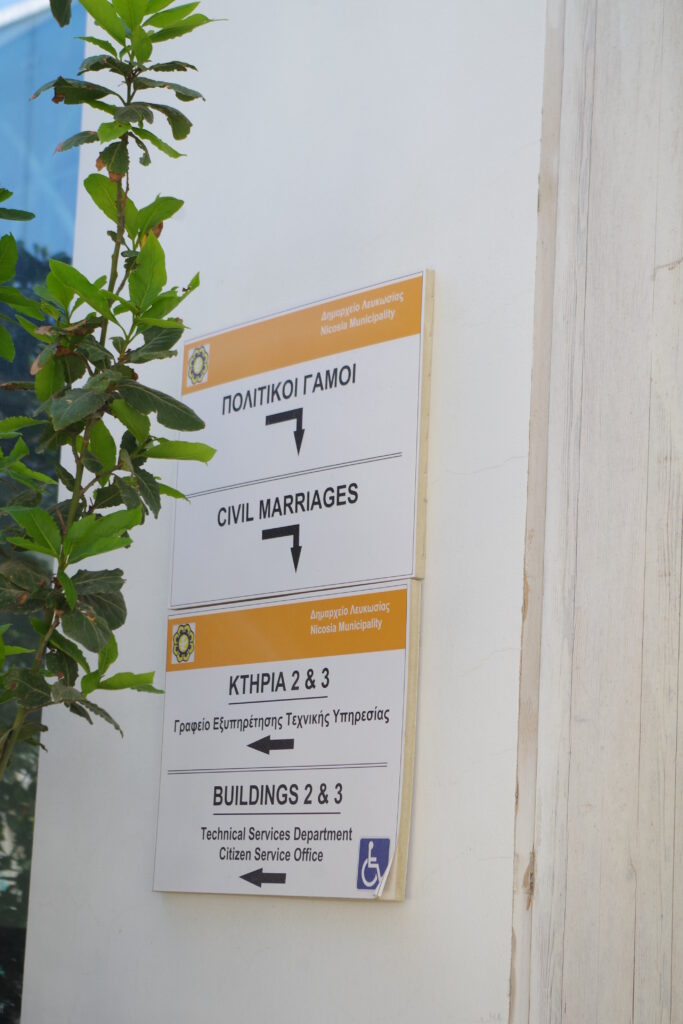 Δημαρχείο Λευκωσίας
Nicosia Municipality
ΠΟΛΙΤΙΚΟΙ ΓΑΜΟΙ
CIVIL MARRIAGES
Δημαρχείο Λευκωσίας
Nicosia Municipality
ΚΤΗΡΙΑ 2 & 3
Γραφείο Εξυπηρέτησης Τεχνικής Υπηρεσίας
BUILDINGS 2 & 3
Technical Services Department
Citizen Service Office